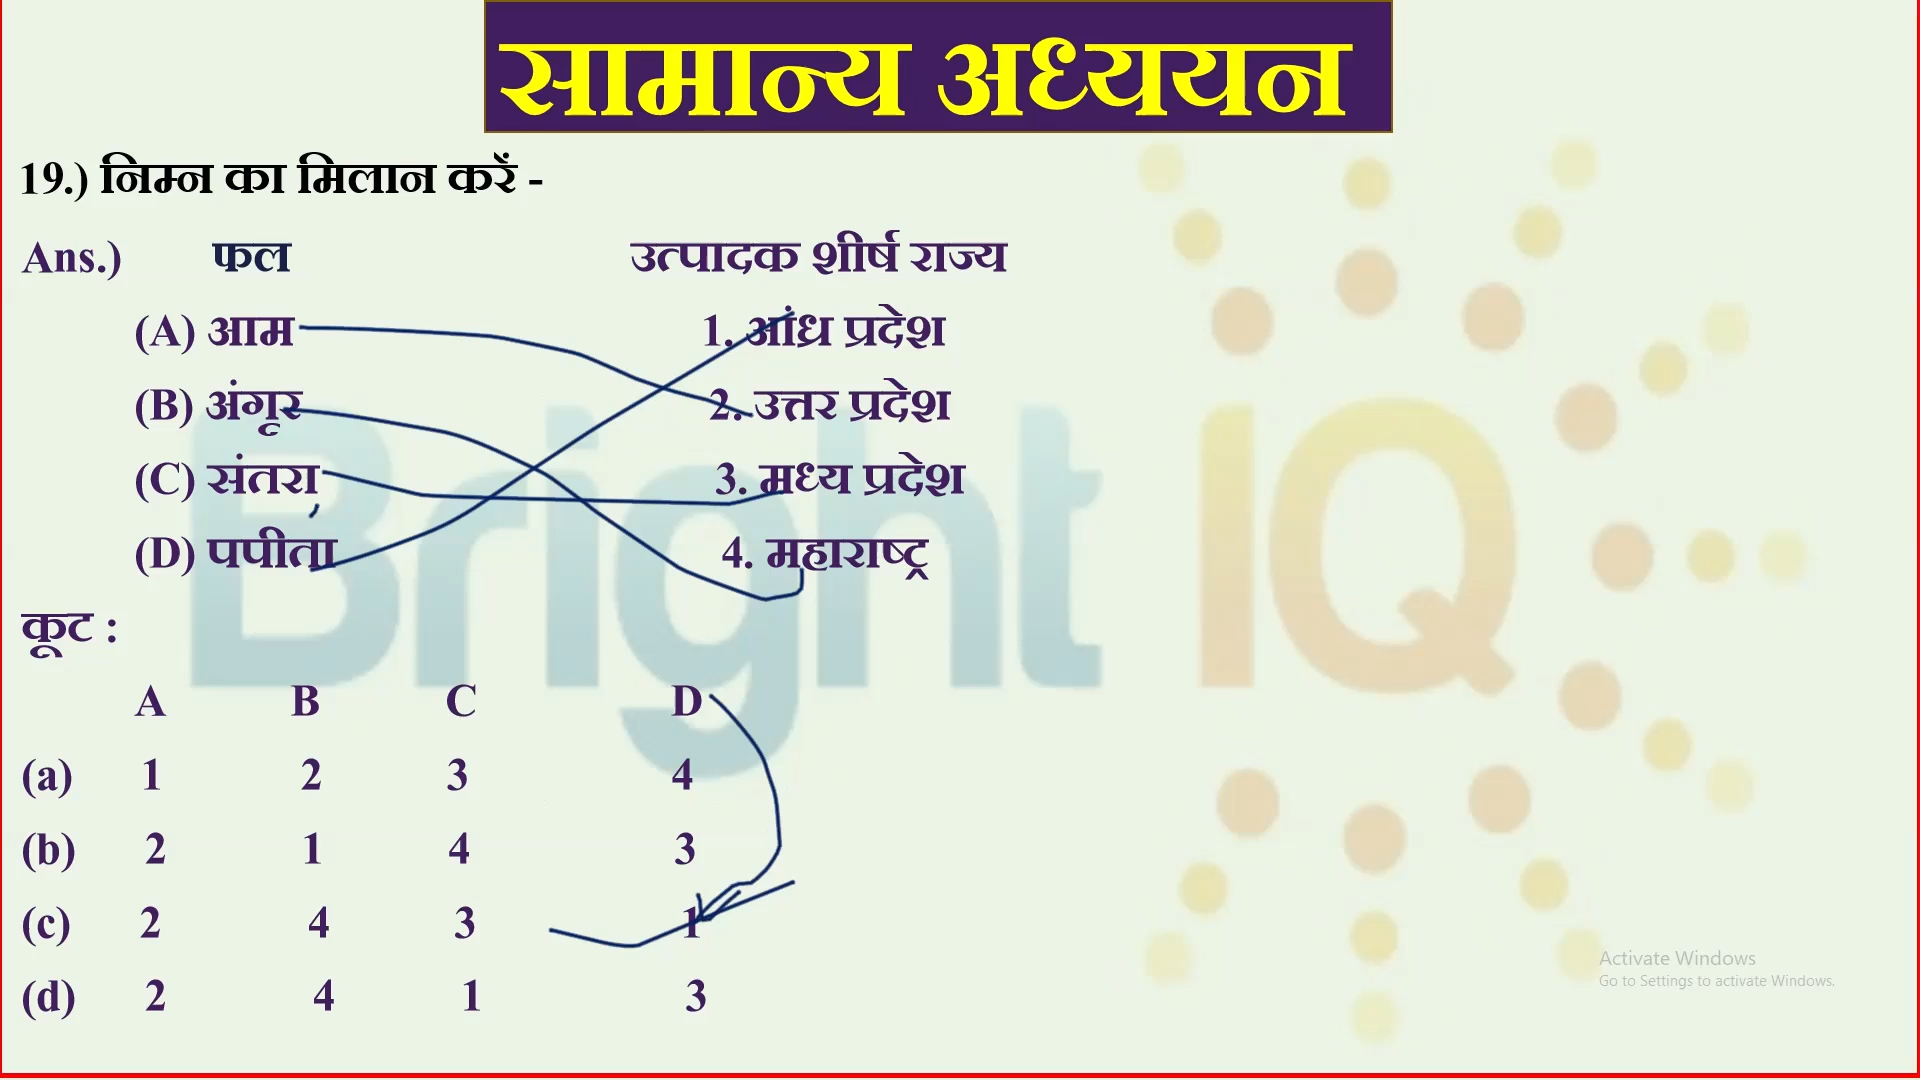 सामान्य अध्ययन
19.) निम्न का मिलान करें -
Ans.) फल उत्पादक शीर्ष राज्य
(A) आम 1. आंध्र प्रदेश
(B) अंगूर 2. उत्तर प्रदेश
(C) संतरा 3. मध्य प्रदेश
(D) पपीता 4. महाराष्ट्र
कूट :
A B C D
(a) 1 2 3 4
(b) 2 1 4 3
(c) 2 4 3 1
(d) 2 4 1 3
Bright IQ
Activate Windows
Go to Settings to activate Windows.